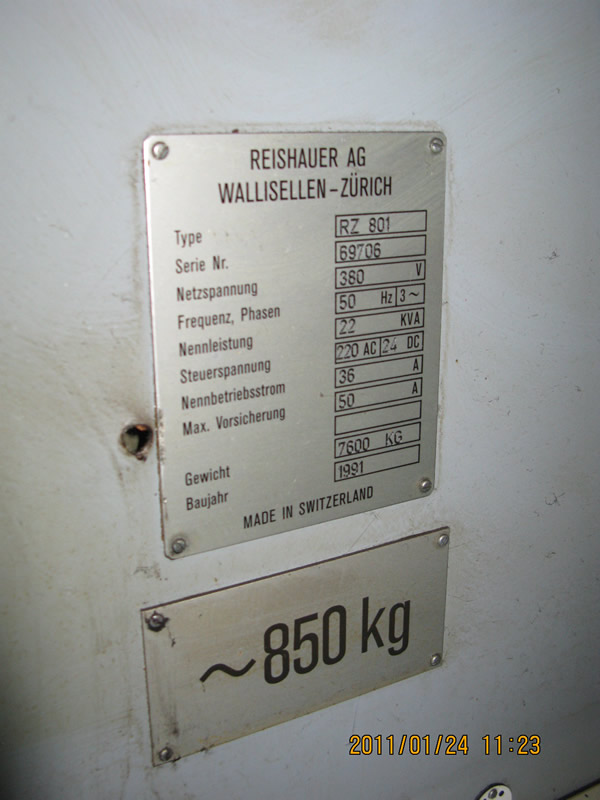 REISHAUER AG
WALLISELLEN-ZÜRICH
Type RZ 801
Serie Nr. 69706
Netzspannung 380 V
Frequenz, Phasen 50 Hz 3~
Nennleistung 22 KVA
Steuerspannung 220 AC 24 DC
Nennbetriebsstrom 36 A
Max. Vorsicherung 50 A
Gewicht 7600 KG
Baujahr 1991
MADE IN SWITZERLAND
~850 kg
2011/01/24 11:23